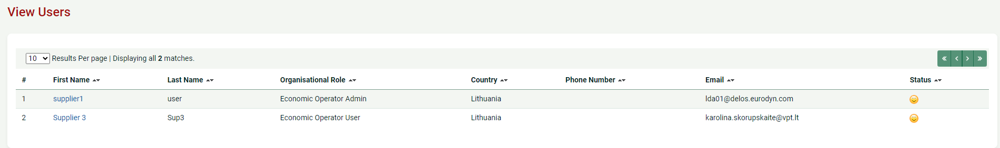 View Users
10 Results Per page | Displaying all 2 matches.
# First Name Last Name Organisational Role Country Phone Number Email Status
1 supplier1 user Economic Operator Admin Lithuania lda01@delos.eurodyn.com
2 Supplier 3 Sup3 Economic Operator User Lithuania karolina.skorupskaite@vpt.lt